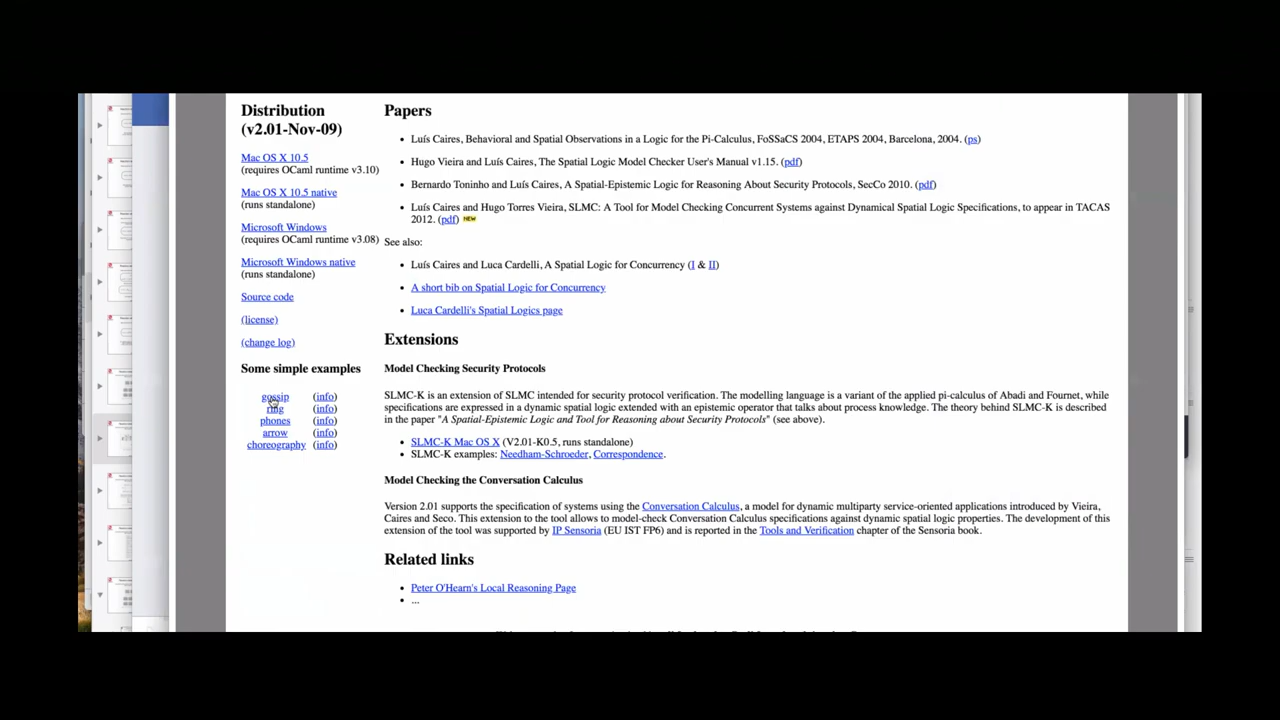 Distribution
(v2.01-Nov-09)
Mac OS X 10.5
(requires OCaml runtime v3.10)
Mac OS X 10.5 native
(runs standalone)
Microsoft Windows
(requires OCaml runtime v3.08)
Microsoft Windows native
(runs standalone)
Source code
(license)
(change log)
Some simple examples
gossip (info)
ring (info)
phones (info)
arrow (info)
choreography (info)
Papers
• Luís Caires, Behavioral and Spatial Observations in a Logic for the Pi-Calculus, FoSSaCS 2004, ETAPS 2004, Barcelona, 2004. (ps)
• Hugo Vieira and Luís Caires, The Spatial Logic Model Checker User's Manual v1.15. (pdf)
• Bernardo Toninho and Luís Caires, A Spatial-Epistemic Logic for Reasoning About Security Protocols, SecCo 2010. (pdf)
• Luís Caires and Hugo Torres Vieira, SLMC: A Tool for Model Checking Concurrent Systems against Dynamical Spatial Logic Specifications, to appear in TACAS
2012. (pdf) NEW
See also:
• Luís Caires and Luca Cardelli, A Spatial Logic for Concurrency (I & II)
• A short bib on Spatial Logic for Concurrency
• Luca Cardelli's Spatial Logics page
Extensions
Model Checking Security Protocols
SLMC-K is an extension of SLMC intended for security protocol verification. The modelling language is a variant of the applied pi-calculus of Abadi and Fournet, while
specifications are expressed in a dynamic spatial logic extended with an epistemic operator that talks about process knowledge. The theory behind SLMC-K is described
in the paper "A Spatial-Epistemic Logic and Tool for Reasoning about Security Protocols" (see above).
• SLMC-K Mac OS X (V2.01-K0.5, runs standalone)
• SLMC-K examples: Needham-Schroeder, Correspondence.
Model Checking the Conversation Calculus
Version 2.01 supports the specification of systems using the Conversation Calculus, a model for dynamic multiparty service-oriented applications introduced by Vieira,
Caires and Seco. This extension to the tool allows to model-check Conversation Calculus specifications against dynamic spatial logic properties. The development of this
extension of the tool was supported by IP Sensoria (EU IST FP6) and is reported in the Tools and Verification chapter of the Sensoria book.
Related links
• Peter O'Hearn's Local Reasoning Page
• ...